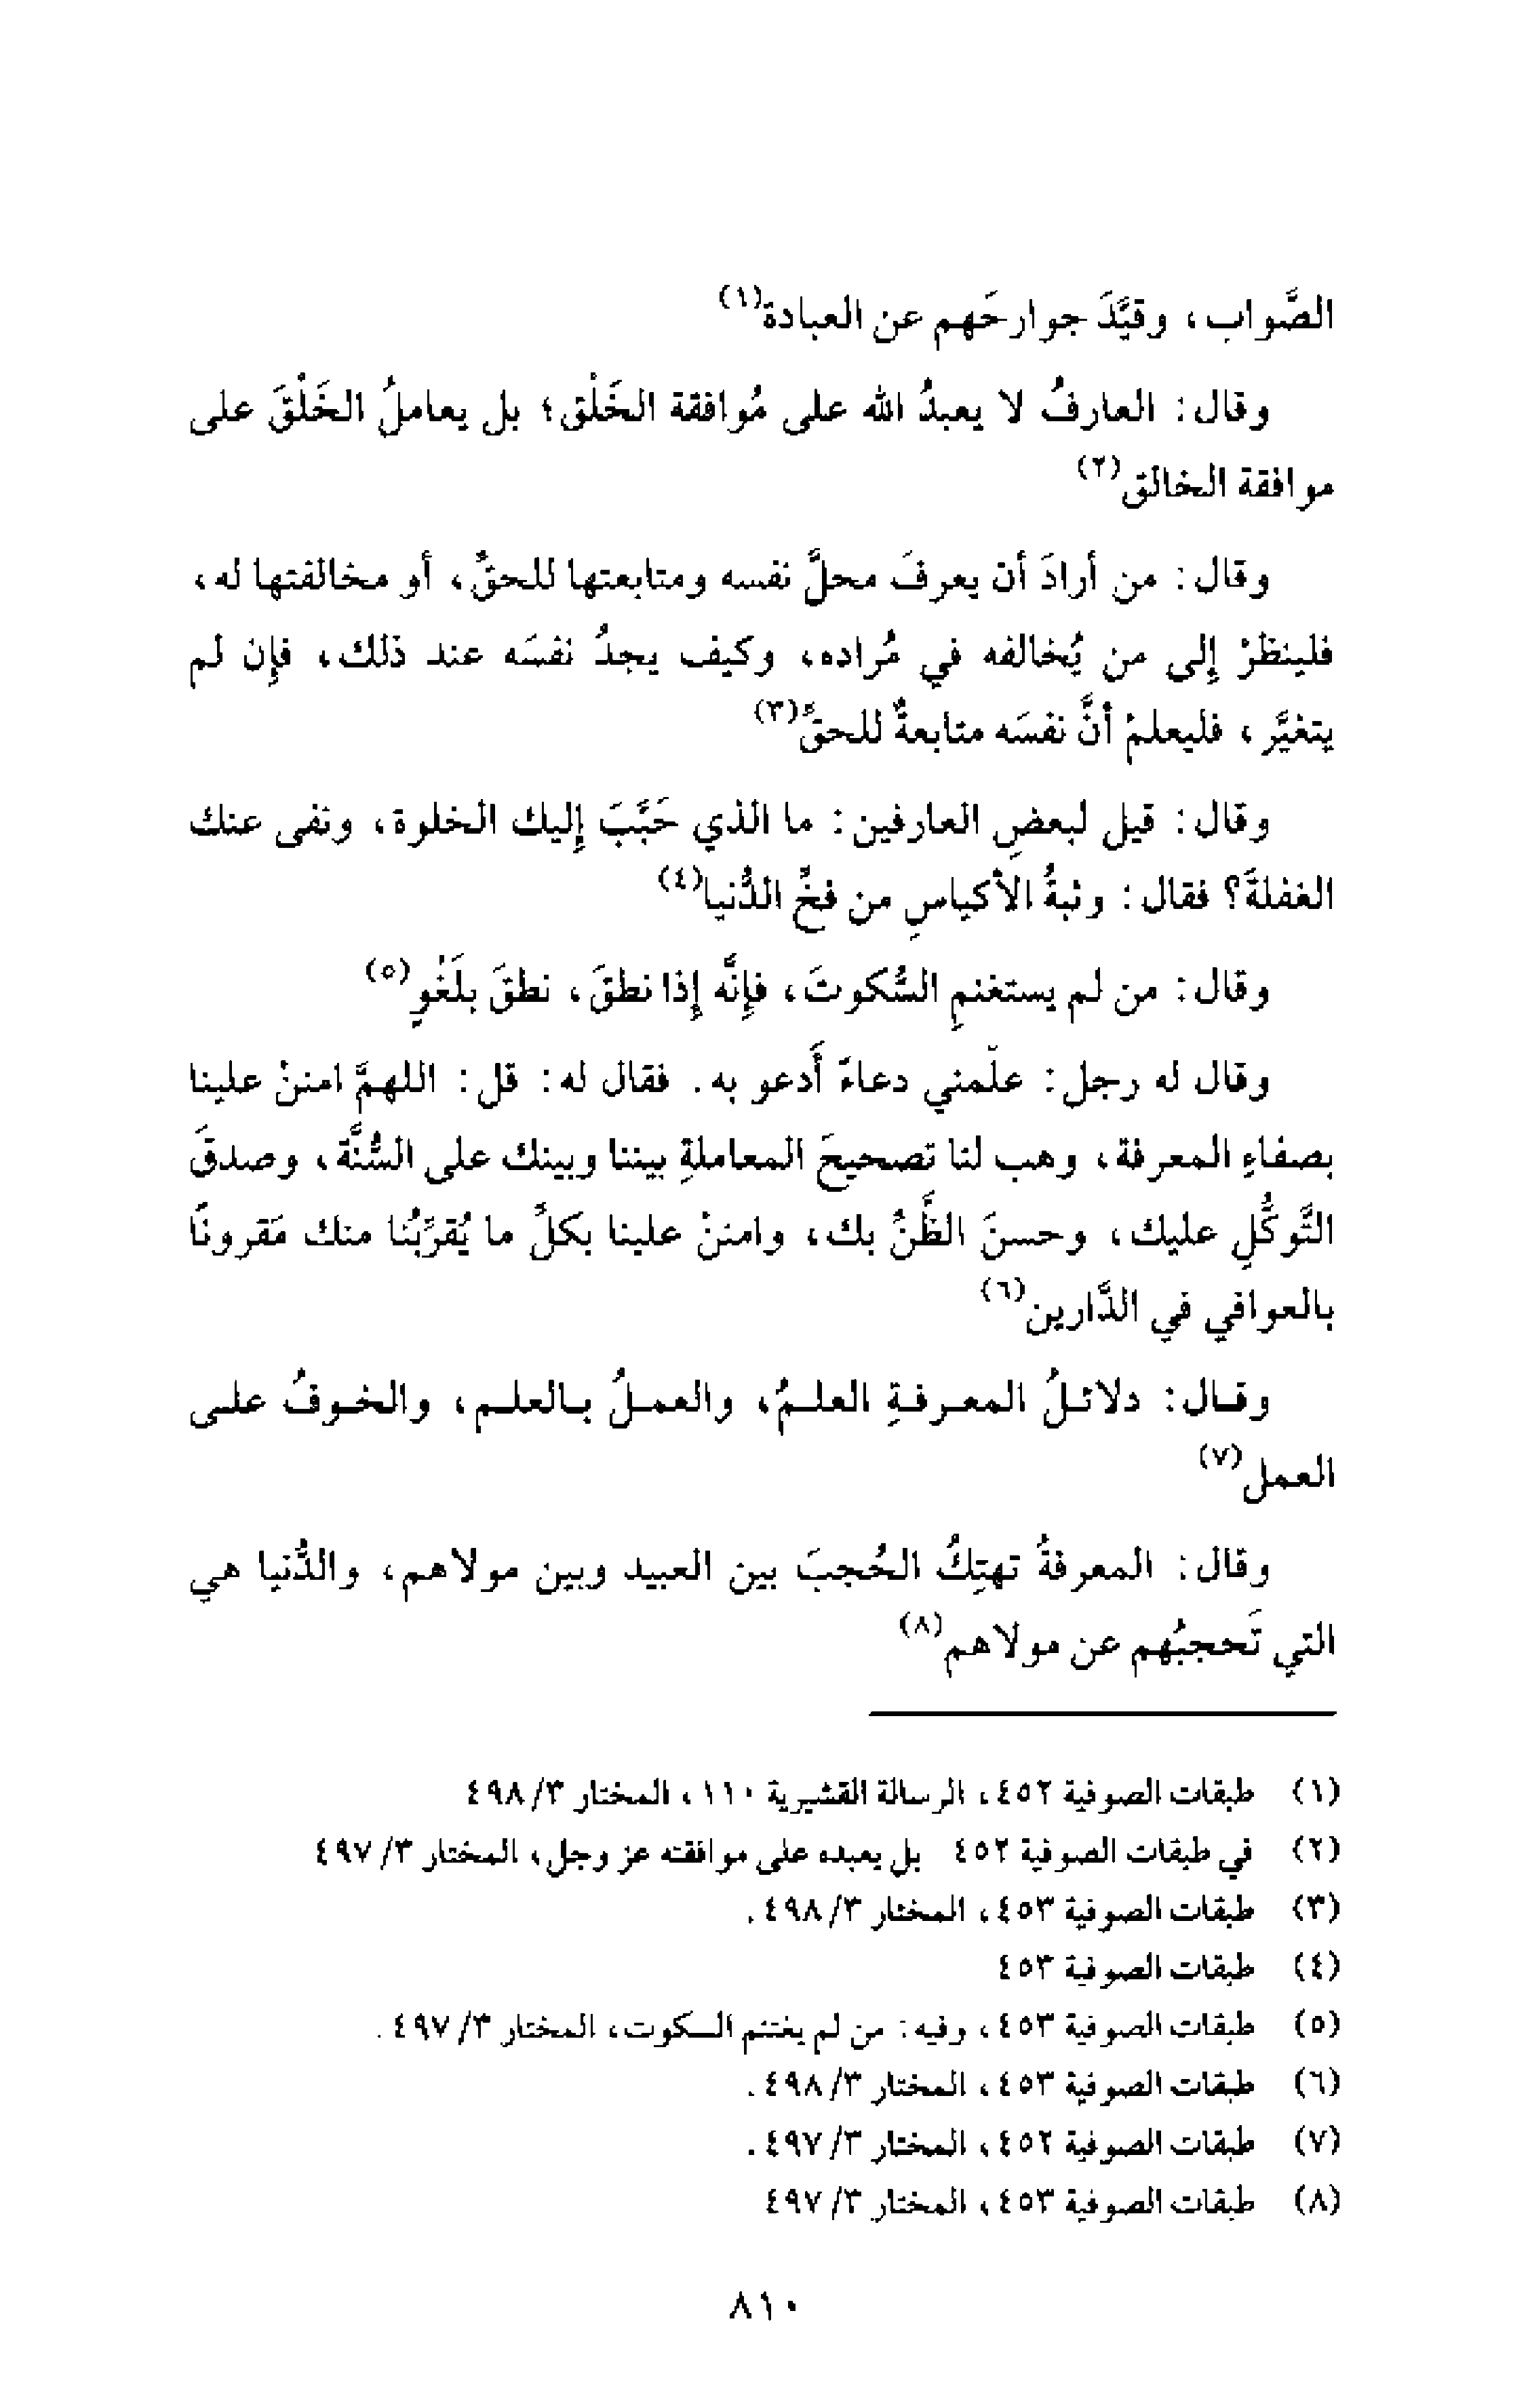 الصَّواب، وقيَّدَ جوارحَهم عن العبادة(١)
وقال: العارفُ لا يعبدُ الله على مُوافقة الخَلْق؛ بل يعاملُ الخَلْقَ على
موافقة الخالق(٢)
وقال: من أرادَ أن يعرفَ محلَّ نفسه ومتابعتها للحقِّ، أو مخالفتها له،
فلينظرْ إلى من يُخالفه في مُراده، وكيف يجدُ نفسَه عند ذلك، فإن لم
يتغيَّر، فليعلمْ أنَّ نفسَه متابعةٌ للحقِّ(٣)
وقال: قيل لبعضِ العارفين: ما الذي حَبَّبَ إليك الخلوة، ونفى عنك
الغفلةَ؟ فقال: وثبةُ الأكياسِ من فخِّ الدُّنيا(٤)
وقال: من لم يستغنمِ السُّكوتَ، فإنَّه إذا نطقَ، نطقَ بلَغْوٍ(٥)
وقال له رجل: علّمني دعاءً أَدعو به. فقال له: قل: اللهمَّ امننْ علينا
بصفاءِ المعرفة، وهب لنا تصحيحَ المعاملةِ بيننا وبينك على السُّنَّة، وصدقَ
التَّوكُّلِ عليك، وحسنَ الظَّنِّ بك، وامننْ علينا بكلِّ ما يُقرِّبُنا منك مَقرونًا
بالعوافي في الدَّارين(٦)
وقال: دلائلُ المعرفةِ العلمُ، والعملُ بالعلم، والخوفُ على
العمل(٧)
وقال: المعرفةُ تهتِكُ الحُجبَ بين العبيد وبين مولاهم، والدُّنيا هي
التي تَحجبُهم عن مولاهم(٨)
(١) طبقات الصوفية ٤٥٢، الرسالة القشيرية ١١٠، المختار ٣/ ٤٩٨
(٢) في طبقات الصوفية ٤٥٢ بل يعبده على موافقته عز وجل، المختار ٣/ ٤٩٧
(٣) طبقات الصوفية ٤٥٣، المختار ٣/ ٤٩٨.
(٤) طبقات الصوفية ٤٥٣
(٥) طبقات الصوفية ٤٥٣، وفيه: من لم يغتنم السكوت، المختار ٣/ ٤٩٧.
(٦) طبقات الصوفية ٤٥٣، المختار ٣/ ٤٩٨.
(٧) طبقات الصوفية ٤٥٢، المختار ٣/ ٤٩٧.
(٨) طبقات الصوفية ٤٥٣، المختار ٣/ ٤٩٧
٨١٠